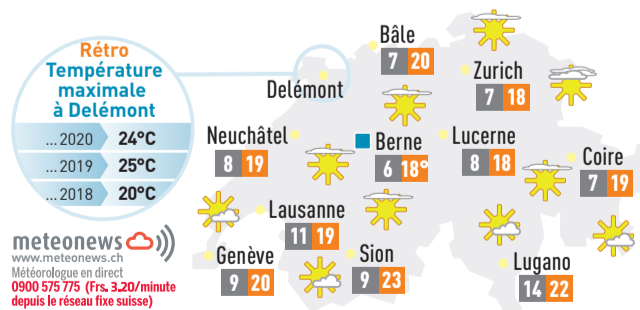 Rétro
Température
maximale
à Delémont
...2020 24°C
...2019 25°C
...2018 20°C
Delémont
Bâle
7 20
Zurich
7 18
Neuchâtel
8 19
Berne
6 18°
Lucerne
8 18
Coire
7 19
Lausanne
11 19
Genève
9 20
Sion
9 23
Lugano
14 22
meteonews
www.meteonews.ch
Météorologue en direct
0900 575 775 (Frs. 3.20/minute
depuis le réseau fixe suisse)